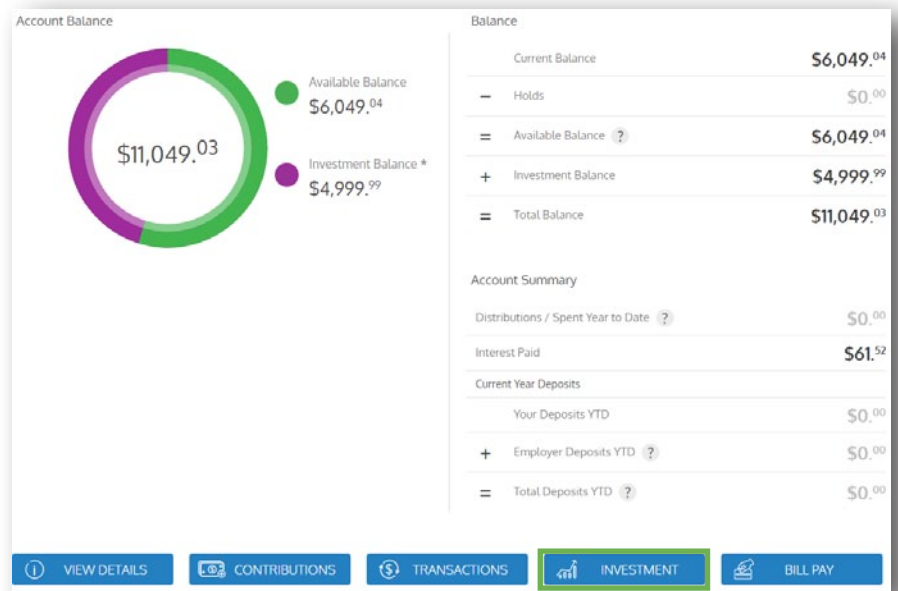 Account Balance
$11,049.03
Available Balance
$6,049.04
Investment Balance *
$4,999.99
Balance
Current Balance $6,049.04
− Holds $0.00
= Available Balance ? $6,049.04
+ Investment Balance $4,999.99
= Total Balance $11,049.03
Account Summary
Distributions / Spent Year to Date ? $0.00
Interest Paid $61.52
Current Year Deposits
Your Deposits YTD $0.00
+ Employer Deposits YTD ? $0.00
= Total Deposits YTD ? $0.00
VIEW DETAILS CONTRIBUTIONS TRANSACTIONS INVESTMENT BILL PAY